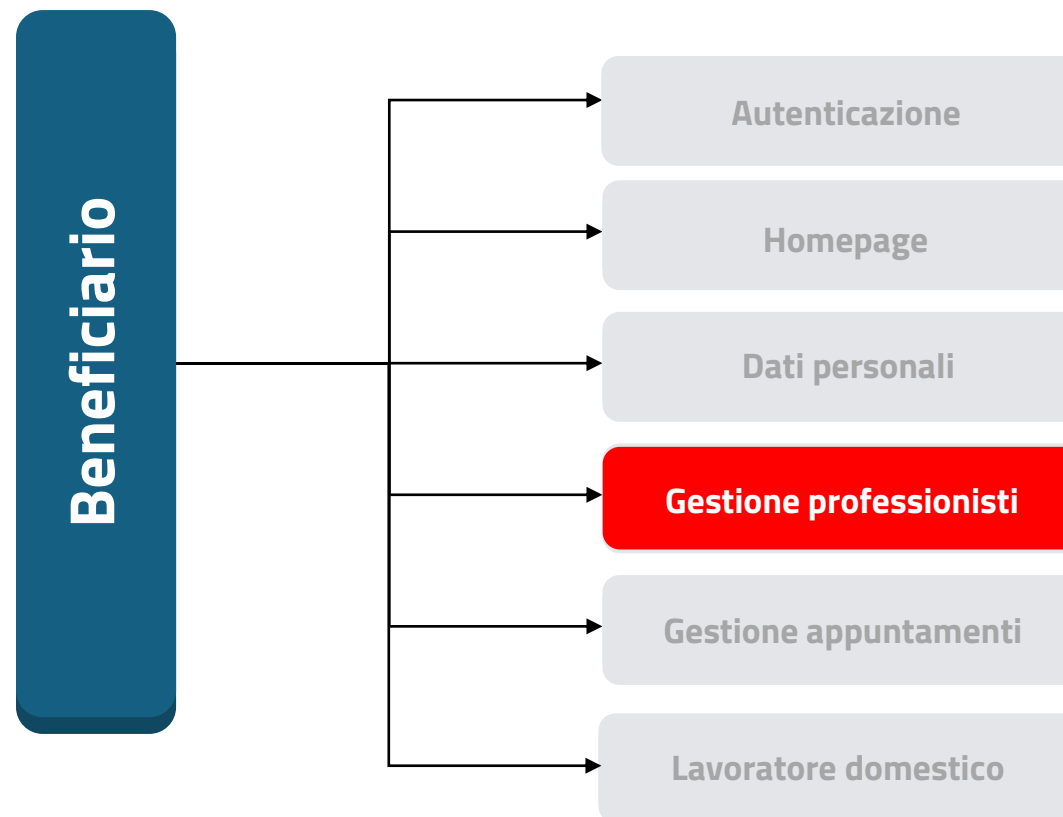 Beneficiario
Autenticazione
Homepage
Dati personali
Gestione professionisti
Gestione appuntamenti
Lavoratore domestico